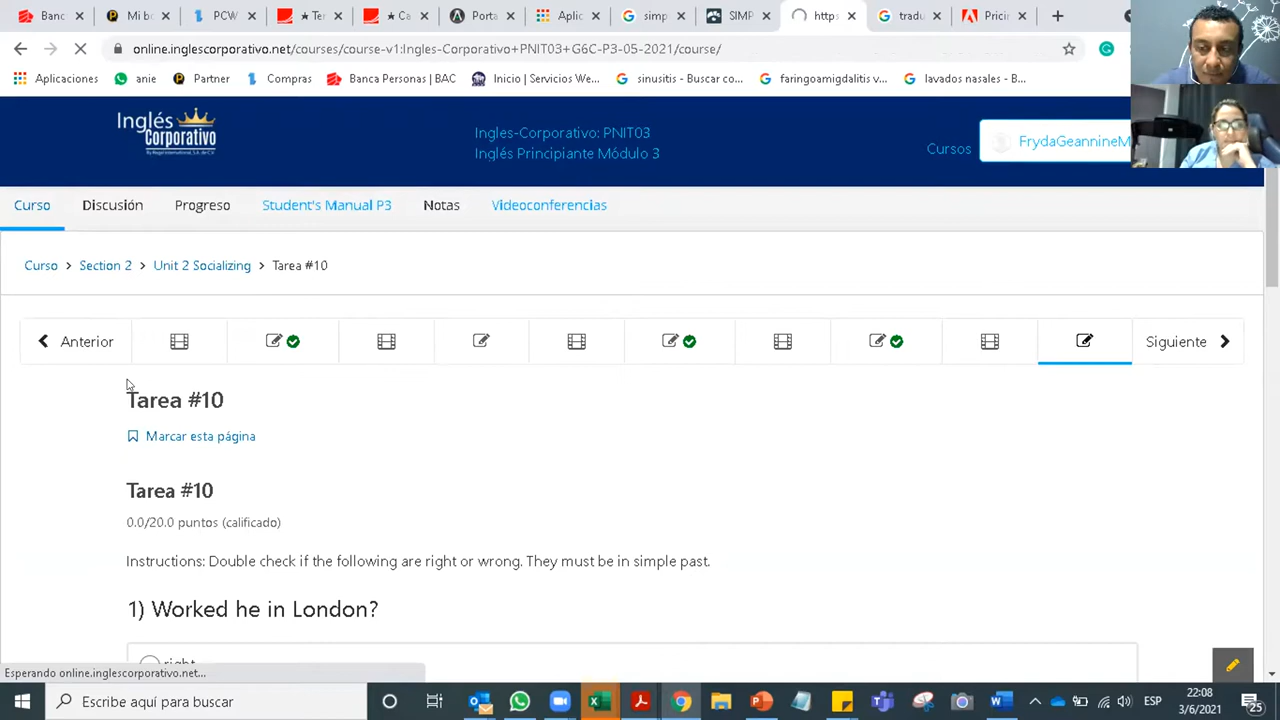 Banc
Mi bo
PCW
★ Ter
★ Ca
Porta
Aplic
simp
SIMP
https
tradu
Pricin
online.inglescorporativo.net/courses/course-v1:Ingles-Corporativo+PNIT03+G6C-P3-05-2021/course/
Aplicaciones
anie
Partner
Compras
Banca Personas | BAC
Inicio | Servicios We...
sinusitis - Buscar co...
faringoamigdalitis v...
lavados nasales - B...
Inglés
Corporativo
Ingles-Corporativo: PNIT03
Inglés Principiante Módulo 3
Cursos
FrydaGeannineM
Curso
Discusión
Progreso
Student's Manual P3
Notas
Videoconferencias
Curso > Section 2 > Unit 2 Socializing > Tarea #10
Anterior
Siguiente
Tarea #10
Marcar esta página
Tarea #10
0.0/20.0 puntos (calificado)
Instructions: Double check if the following are right or wrong. They must be in simple past.
1) Worked he in London?
right
Esperando online.inglescorporativo.net...
Escribe aquí para buscar
ESP
22:08
3/6/2021
25